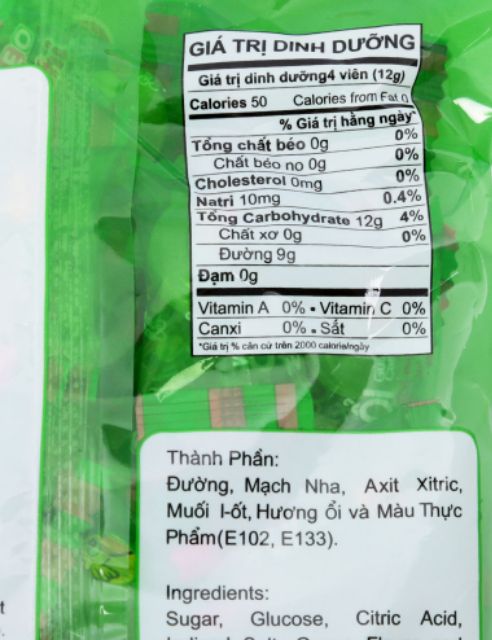 GIÁ TRỊ DINH DƯỠNG
Giá trị dinh dưỡng4 viên (12g)
Calories 50 Calories from Fat 0
% Giá trị hằng ngày*
Tổng chất béo 0g 0%
Chất béo no 0g 0%
Cholesterol 0mg 0%
Natri 10mg 0.4%
Tổng Carbohydrate 12g 4%
Chất xơ 0g 0%
Đường 9g
Đạm 0g
Vitamin A 0% • Vitamin C 0%
Canxi 0% • Sắt 0%
*Giá trị % căn cứ trên 2000 calorie/ngày
Thành Phần:
Đường, Mạch Nha, Axit Xitric,
Muối I-ốt, Hương ổi và Màu Thực
Phẩm(E102, E133).
Ingredients:
Sugar, Glucose, Citric Acid,